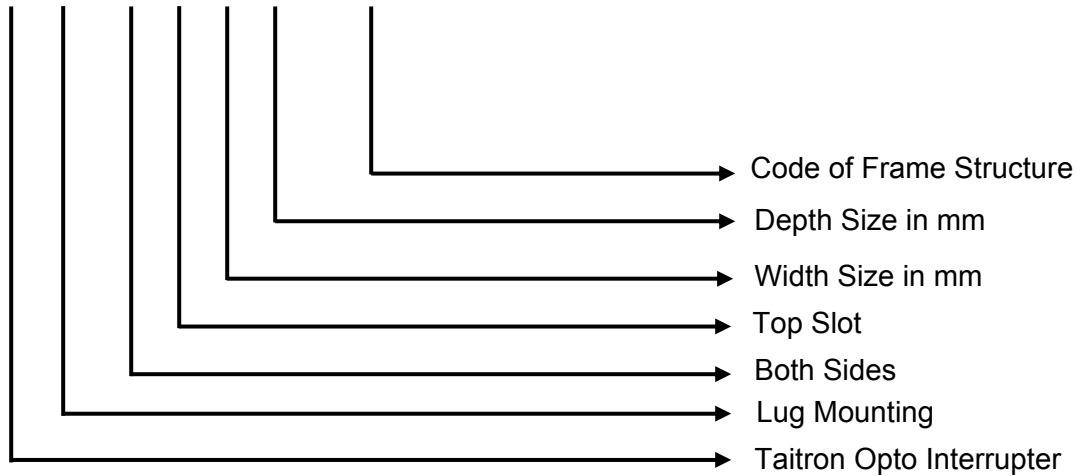 Code of Frame Structure
Depth Size in mm
Width Size in mm
Top Slot
Both Sides
Lug Mounting
Taitron Opto Interrupter